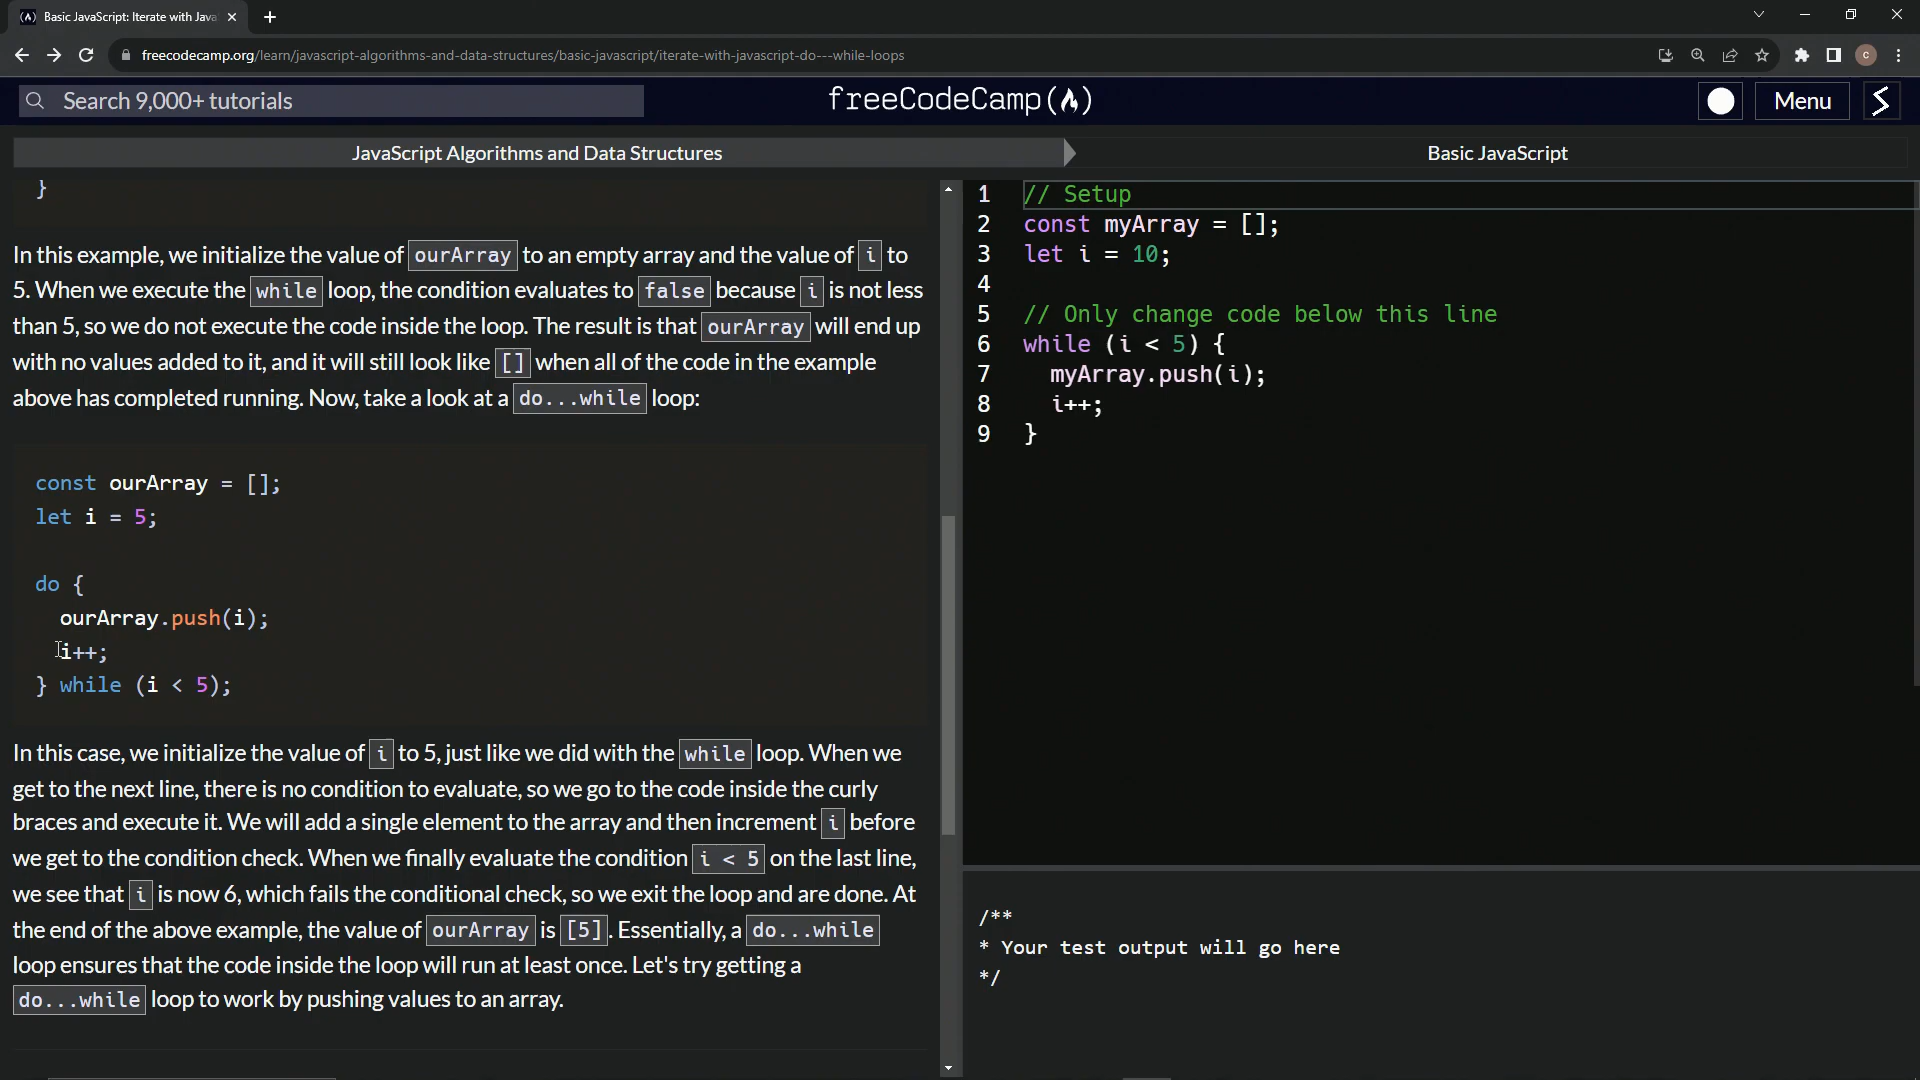 Basic JavaScript: Iterate with Java
freecodecamp.org/learn/javascript-algorithms-and-data-structures/basic-javascript/iterate-with-javascript-do---while-loops
C
Search 9,000+ tutorials
freeCodeCamp(🔥)
Menu
JavaScript Algorithms and Data Structures
Basic JavaScript
}
In this example, we initialize the value of ourArray to an empty array and the value of i to
5. When we execute the while loop, the condition evaluates to false because i is not less
than 5, so we do not execute the code inside the loop. The result is that ourArray will end up
with no values added to it, and it will still look like [] when all of the code in the example
above has completed running. Now, take a look at a do...while loop:
const ourArray = [];
let i = 5;
do {
ourArray.push(i);
i++;
} while (i < 5);
In this case, we initialize the value of i to 5, just like we did with the while loop. When we
get to the next line, there is no condition to evaluate, so we go to the code inside the curly
braces and execute it. We will add a single element to the array and then increment i before
we get to the condition check. When we finally evaluate the condition i < 5 on the last line,
we see that i is now 6, which fails the conditional check, so we exit the loop and are done. At
the end of the above example, the value of ourArray is [5]. Essentially, a do...while
loop ensures that the code inside the loop will run at least once. Let's try getting a
do...while loop to work by pushing values to an array.
1 // Setup
2 const myArray = [];
3 let i = 10;
4
5 // Only change code below this line
6 while (i < 5) {
7 myArray.push(i);
8 i++;
9 }
/**
* Your test output will go here
*/